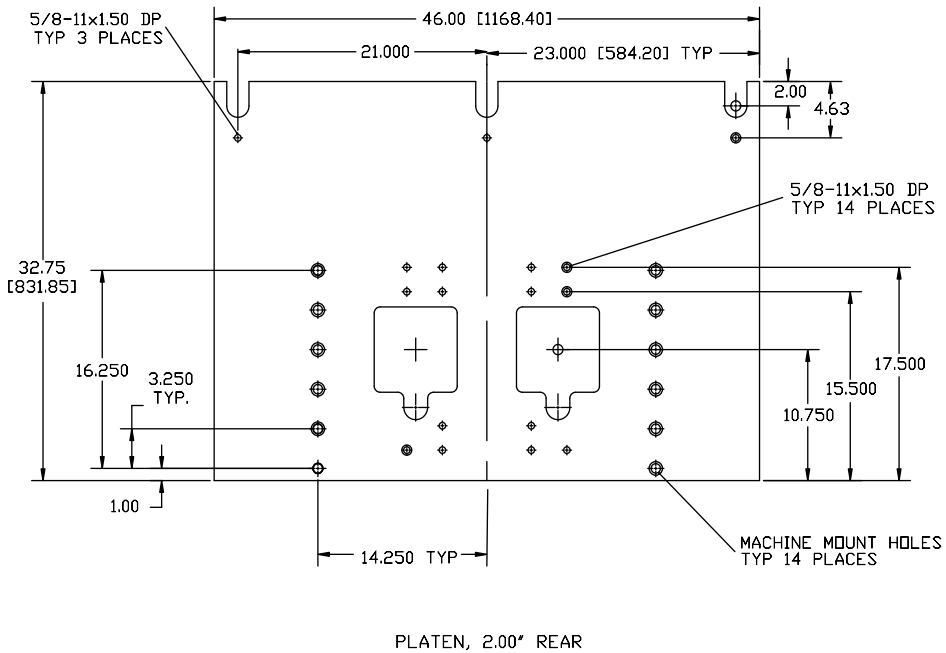 5/8-11x1.50 DP
TYP 3 PLACES
46.00 [1168.40]
21.000
23.000 [584.20] TYP
2.00
4.63
5/8-11x1.50 DP
TYP 14 PLACES
32.75
[831.85]
16.250
3.250
TYP.
17.500
15.500
10.750
1.00
14.250 TYP
MACHINE MOUNT HOLES
TYP 14 PLACES
PLATEN, 2.00" REAR